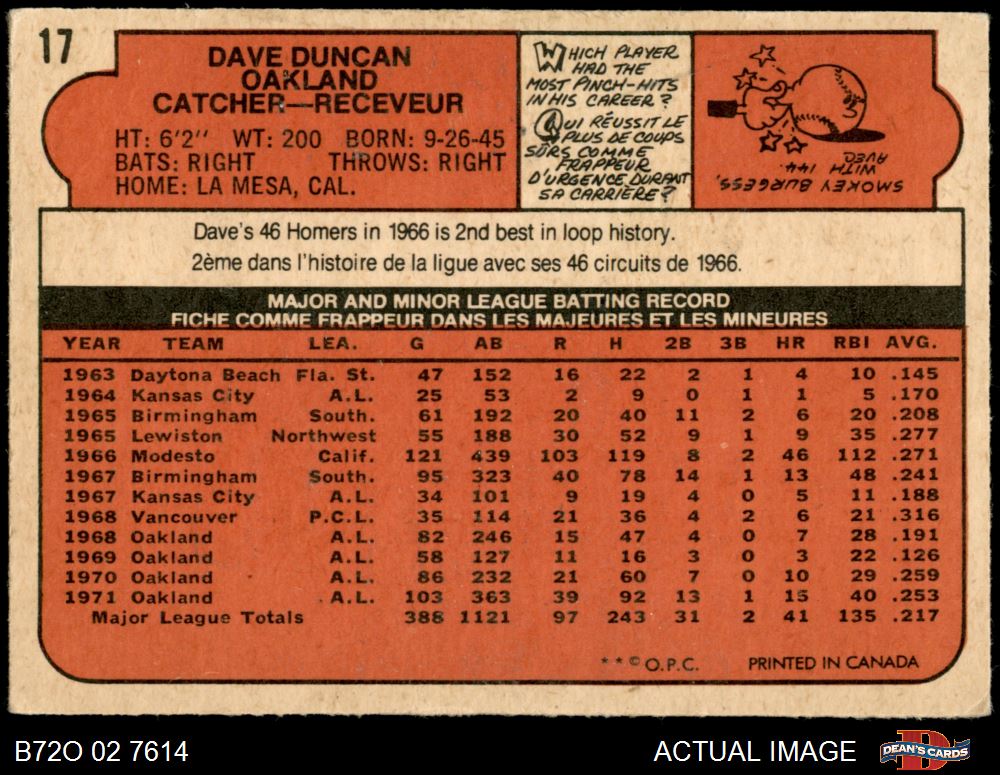 17
DAVE DUNCAN
OAKLAND
CATCHER—RECEVEUR
HT: 6'2" WT: 200 BORN: 9-26-45
BATS: RIGHT THROWS: RIGHT
HOME: LA MESA, CAL.
WHICH PLAYER
HAD THE
MOST PINCH-HITS
IN HIS CAREER?
QUI RÉUSSIT LE
PLUS DE COUPS
SÛRS COMME
FRAPPEUR
D'URGENCE DURANT
SA CARRIÈRE?
SMOKEY BURGESS,
WITH 144.
AVEC
Dave's 46 Homers in 1966 is 2nd best in loop history.
2ème dans l'histoire de la ligue avec ses 46 circuits de 1966.
MAJOR AND MINOR LEAGUE BATTING RECORD
FICHE COMME FRAPPEUR DANS LES MAJEURES ET LES MINEURES
YEAR TEAM LEA. G AB R H 2B 3B HR RBI AVG.
1963 Daytona Beach Fla. St. 47 152 16 22 2 1 4 10 .145
1964 Kansas City A.L. 25 53 2 9 0 1 1 5 .170
1965 Birmingham South. 61 192 20 40 11 2 6 20 .208
1965 Lewiston Northwest 55 188 30 52 9 1 9 35 .277
1966 Modesto Calif. 121 439 103 119 8 2 46 112 .271
1967 Birmingham South. 95 323 40 78 14 1 13 48 .241
1967 Kansas City A.L. 34 101 9 19 4 0 5 11 .188
1968 Vancouver P.C.L. 35 114 21 36 4 2 6 21 .316
1968 Oakland A.L. 82 246 15 47 4 0 7 28 .191
1969 Oakland A.L. 58 127 11 16 3 0 3 22 .126
1970 Oakland A.L. 86 232 21 60 7 0 10 29 .259
1971 Oakland A.L. 103 363 39 92 13 1 15 40 .253
Major League Totals 388 1121 97 243 31 2 41 135 .217
**© O.P.C. PRINTED IN CANADA
B72O 02 7614
ACTUAL IMAGE
DEAN'S CARDS